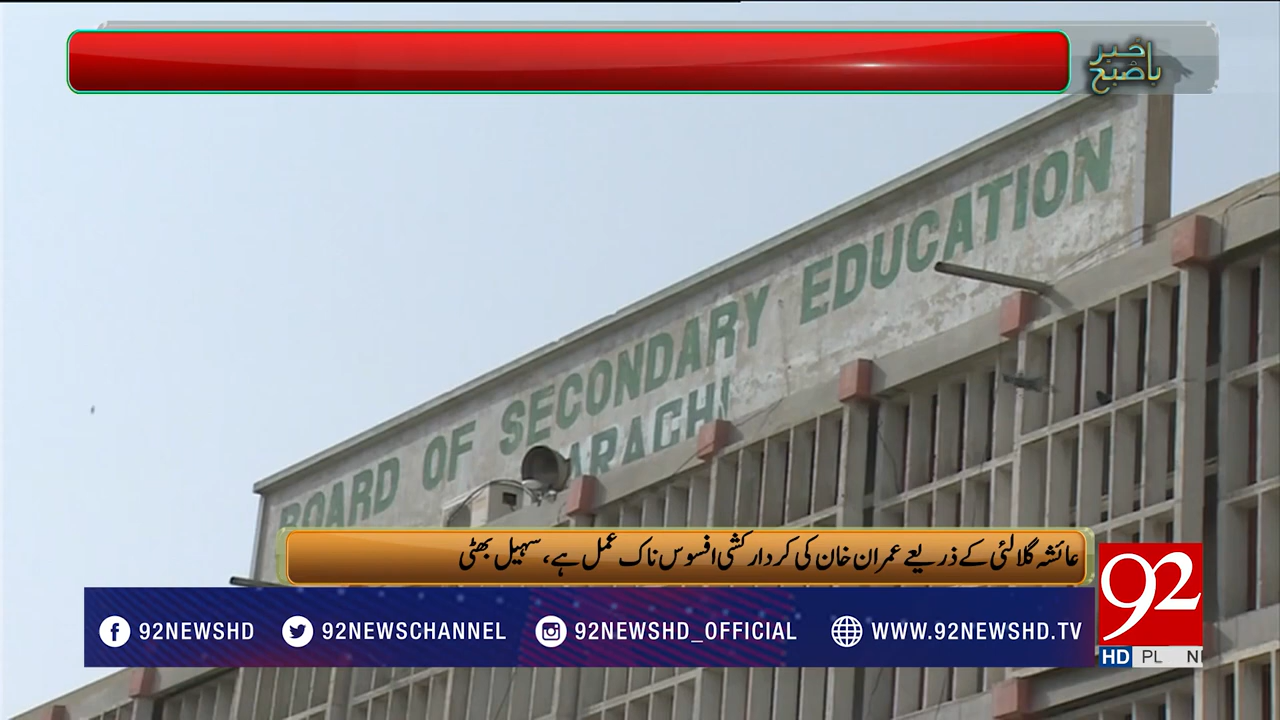 باخبر صبح
BOARD OF SECONDARY EDUCATION
KARACHI
عائشہ گلالئی کے ذریعے عمران خان کی کردار کشی افسوس ناک عمل ہے، سہیل بھٹی
92NEWSHD
92NEWSCHANNEL
92NEWSHD_OFFICIAL
WWW.92NEWSHD.TV
92
HD PL